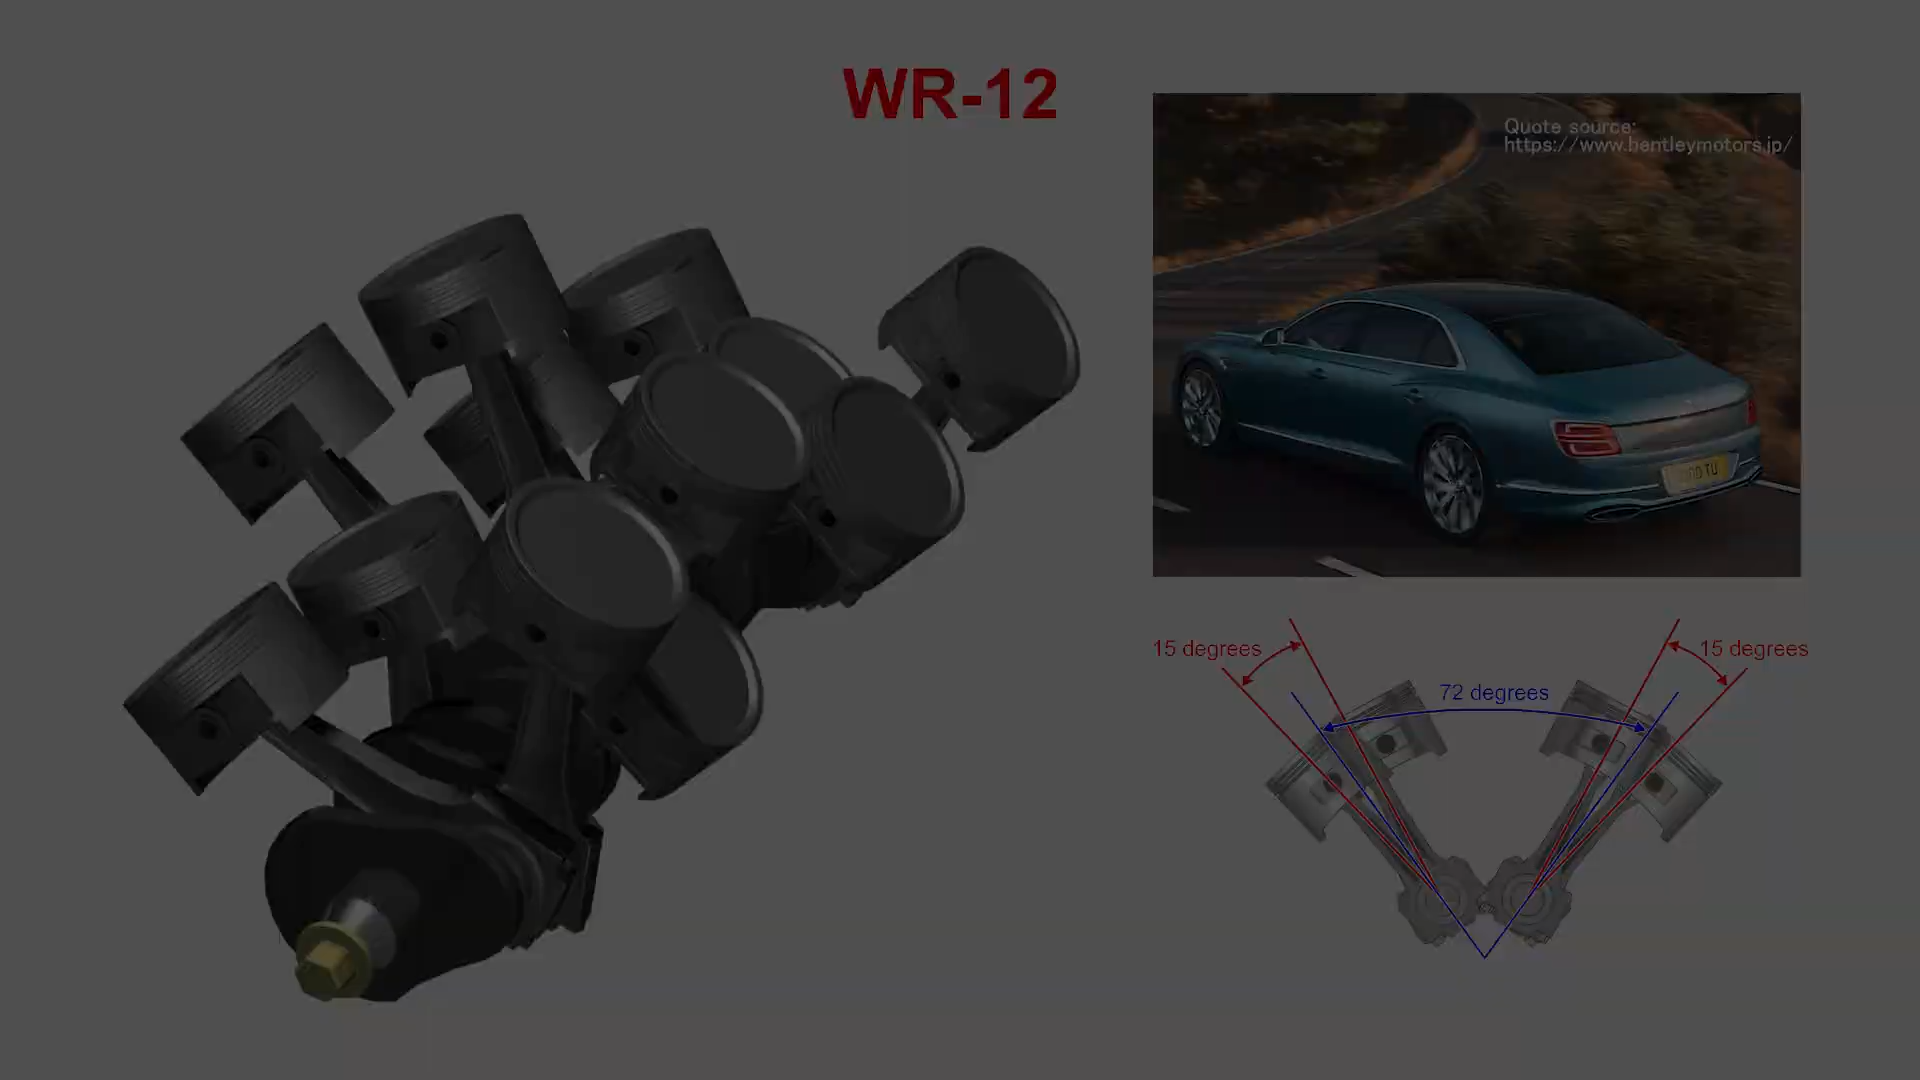 WR-12
Quote source:
https://www.bentleymotors.jp/
15 degrees
72 degrees
15 degrees